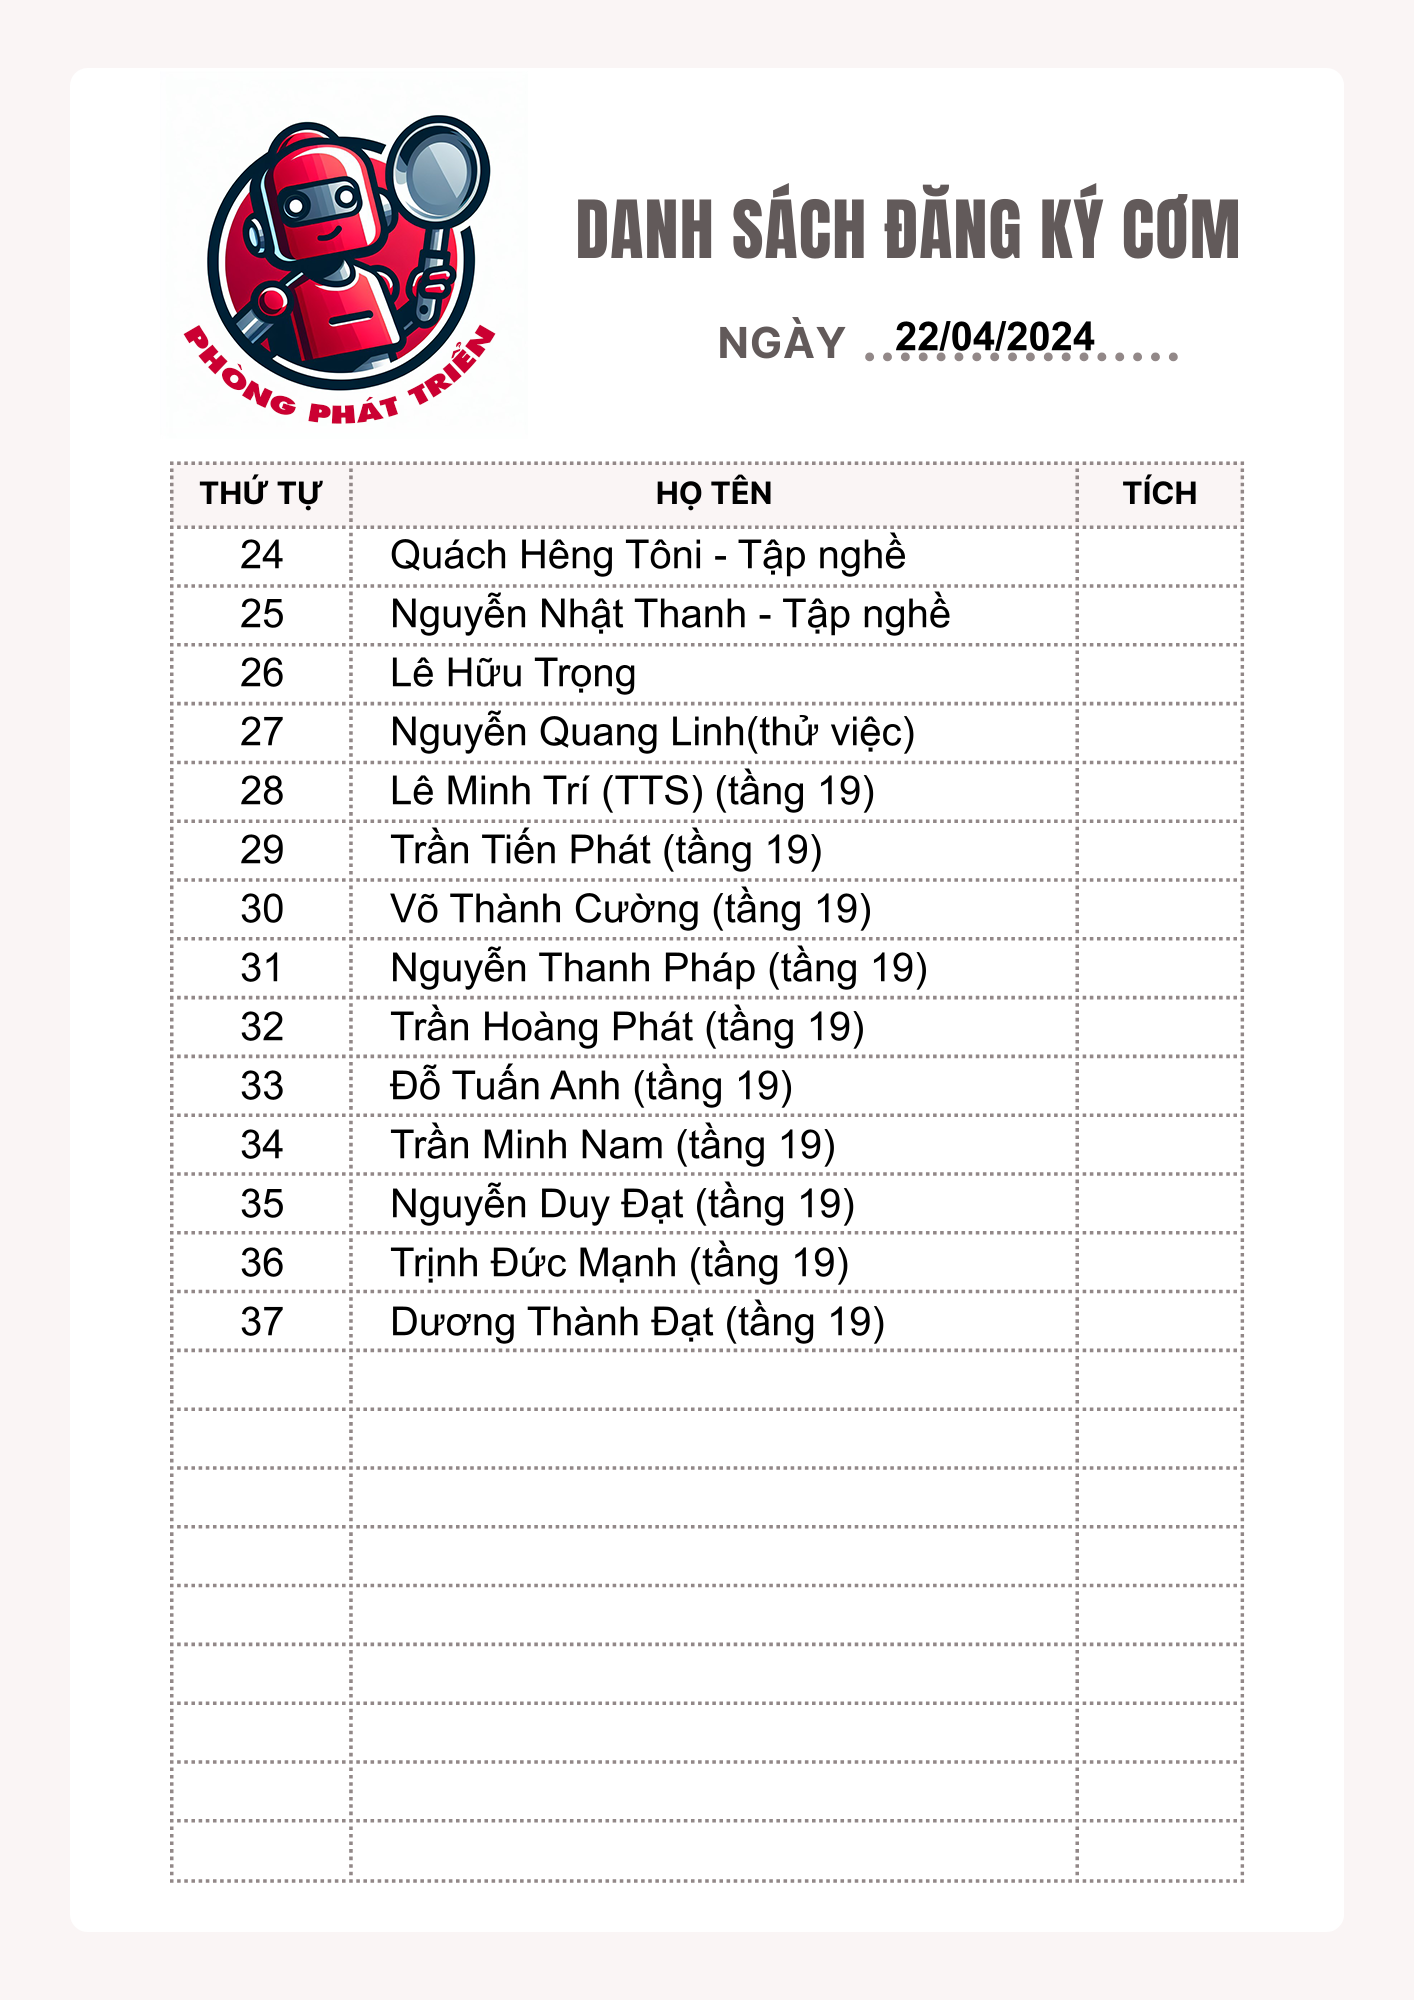 PHÒNG PHÁT TRIỂN
DANH SÁCH ĐĂNG KÝ CƠM
NGÀY 22/04/2024
THỨ TỰ HỌ TÊN TÍCH
24 Quách Hêng Tôni - Tập nghề
25 Nguyễn Nhật Thanh - Tập nghề
26 Lê Hữu Trọng
27 Nguyễn Quang Linh(thử việc)
28 Lê Minh Trí (TTS) (tầng 19)
29 Trần Tiến Phát (tầng 19)
30 Võ Thành Cường (tầng 19)
31 Nguyễn Thanh Pháp (tầng 19)
32 Trần Hoàng Phát (tầng 19)
33 Đỗ Tuấn Anh (tầng 19)
34 Trần Minh Nam (tầng 19)
35 Nguyễn Duy Đạt (tầng 19)
36 Trịnh Đức Mạnh (tầng 19)
37 Dương Thành Đạt (tầng 19)